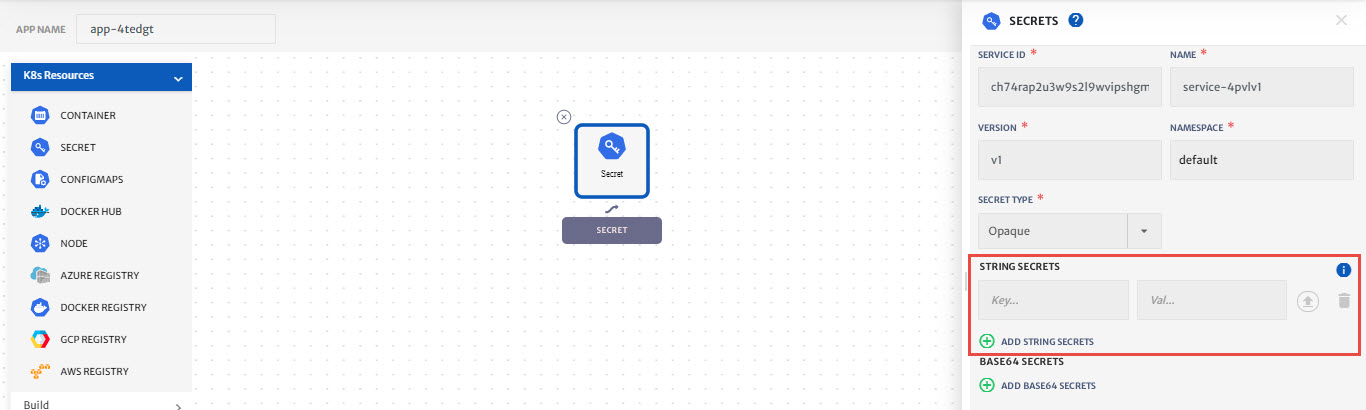 APP NAME
app-4tedgt
K8s Resources
CONTAINER
SECRET
CONFIGMAPS
DOCKER HUB
NODE
AZURE REGISTRY
DOCKER REGISTRY
GCP REGISTRY
AWS REGISTRY
Build
Secret
SECRET
SECRETS ?
SERVICE ID * NAME *
ch74rap2u3w9s2l9wvipshgm service-4pvlv1
VERSION * NAMESPACE *
v1 default
SECRET TYPE *
Opaque
STRING SECRETS i
Key... Val...
ADD STRING SECRETS
BASE64 SECRETS
ADD BASE64 SECRETS